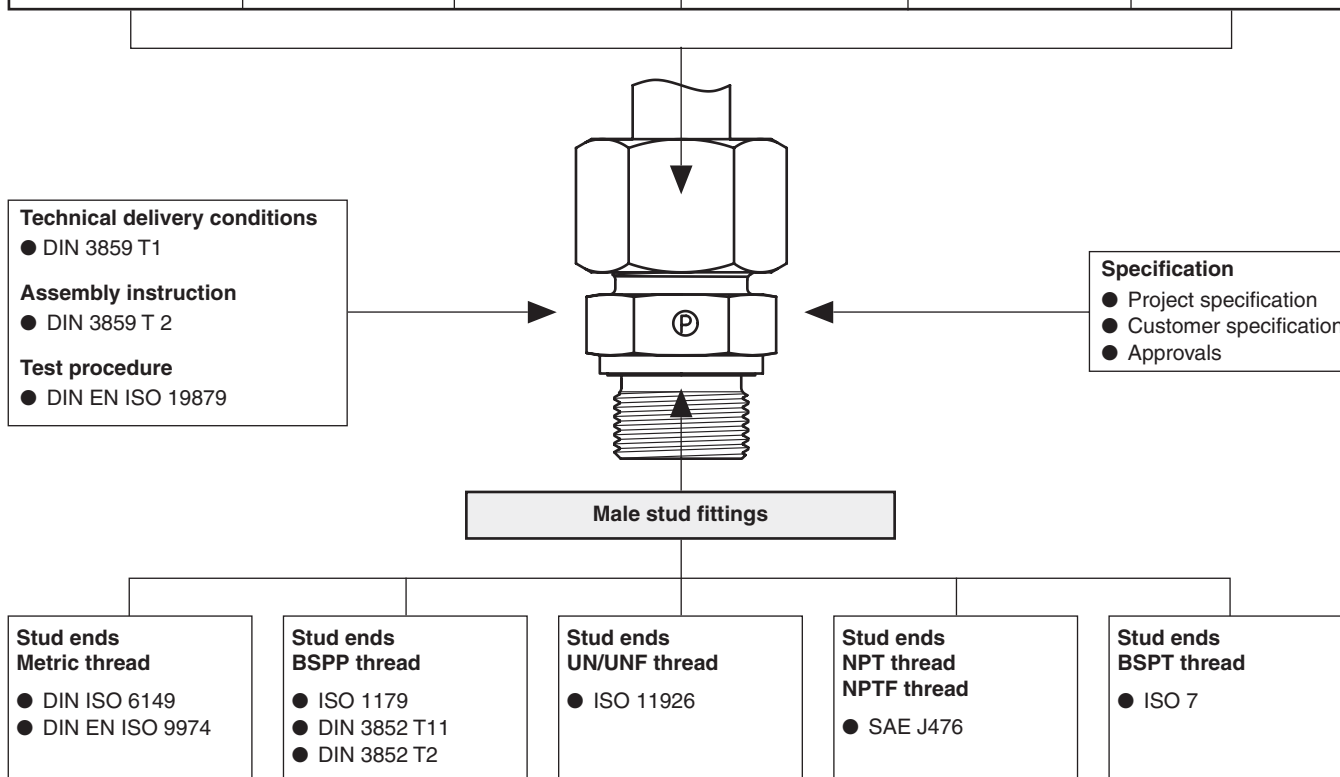 Technical delivery conditions
● DIN 3859 T1
Assembly instruction
● DIN 3859 T 2
Test procedure
● DIN EN ISO 19879
P
Specification
● Project specification
● Customer specification
● Approvals
Male stud fittings
Stud ends
Metric thread
● DIN ISO 6149
● DIN EN ISO 9974
Stud ends
BSPP thread
● ISO 1179
● DIN 3852 T11
● DIN 3852 T2
Stud ends
UN/UNF thread
● ISO 11926
Stud ends
NPT thread
NPTF thread
● SAE J476
Stud ends
BSPT thread
● ISO 7